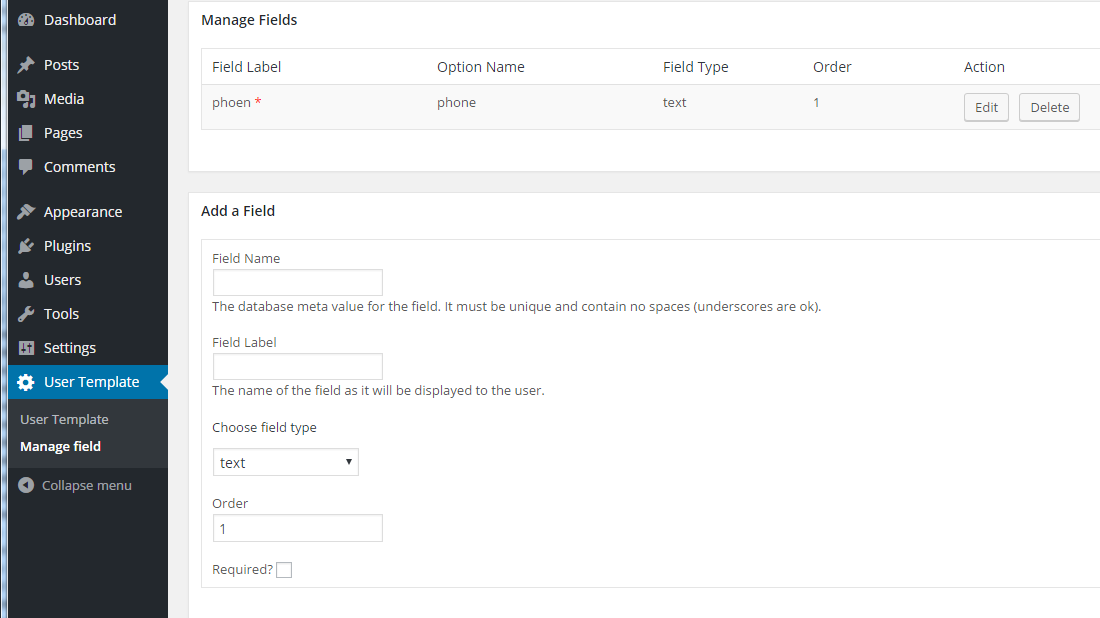 Dashboard
Posts
Media
Pages
Comments
Appearance
Plugins
Users
Tools
Settings
User Template
User Template
Manage field
Collapse menu
Manage Fields
Field Label Option Name Field Type Order Action
phoen * phone text 1 Edit Delete
Add a Field
Field Name
The database meta value for the field. It must be unique and contain no spaces (underscores are ok).
Field Label
The name of the field as it will be displayed to the user.
Choose field type
text
Order
1
Required?